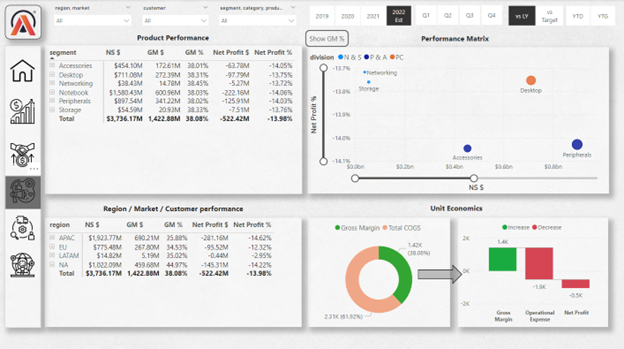 region, market
customer
segment, category, produ...
All
All
All
2019
2020
2021
2022 Est
Q1
Q2
Q3
Q4
vs LY
vs Target
YTD
YTG
Product Performance
segment NS $ GM $ GM % Net Profit $ Net Profit %
Accessories $454.10M 172.61M 38.01% -63.78M -14.05%
Desktop $711.08M 272.39M 38.31% -97.79M -13.75%
Networking $38.43M 14.78M 38.45% -5.27M -13.72%
Notebook $1,580.43M 600.96M 38.03% -222.16M -14.06%
Peripherals $897.54M 341.22M 38.02% -125.91M -14.03%
Storage $54.59M 20.93M 38.33% -7.51M -13.76%
Total $3,736.17M 1,422.88M 38.08% -522.42M -13.98%
Show GM %
Performance Matrix
division N & S P & A PC
Net Profit %
-13.7%
-13.8%
-13.9%
-14.0%
-14.1%
Networking
Storage
Desktop
Accessories
Peripherals
$0.0bn $0.2bn $0.4bn $0.6bn $0.8bn
NS $
Region / Market / Customer performance
region NS $ GM $ GM % Net Profit $ Net Profit %
APAC $1,923.77M 690.21M 35.88% -281.16M -14.62%
EU $775.48M 267.80M 34.53% -95.52M -12.32%
LATAM $14.82M 5.19M 35.02% -0.44M -2.95%
NA $1,022.09M 459.68M 44.97% -145.31M -14.22%
Total $3,736.17M 1,422.88M 38.08% -522.42M -13.98%
Unit Economics
Gross Margin Total COGS
1.42K
(38.08%)
2.31K (61.92%)
Increase Decrease
2K
0K
-2K
1.4K
-1.9K
-0.5K
Gross Margin
Operational Expense
Net Profit